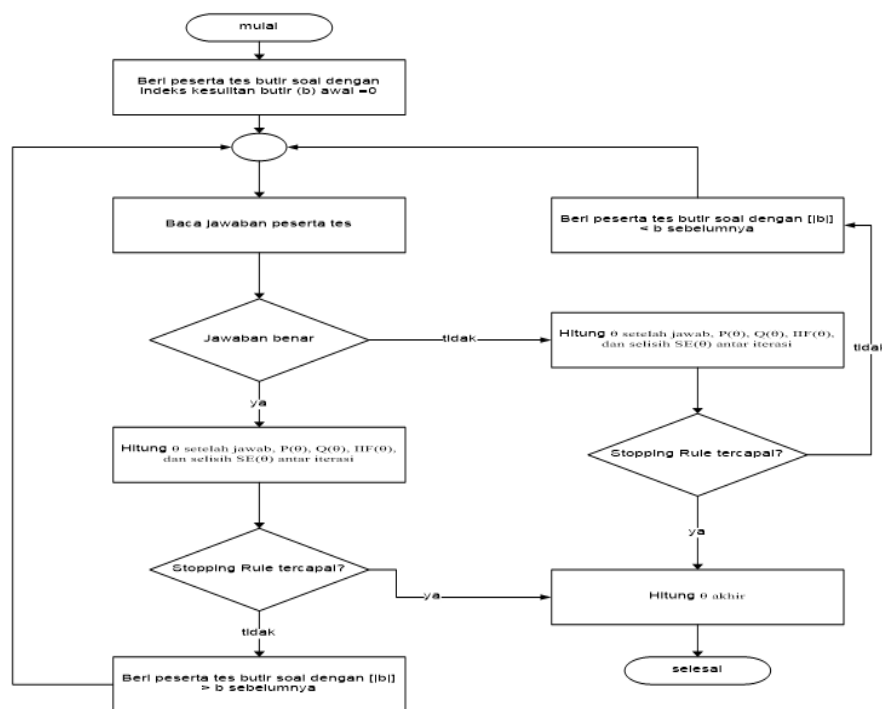 mulai
Beri peserta tes butir soal dengan
indeks kesulitan butir (b) awal =0
Baca jawaban peserta tes
Beri peserta tes butir soal dengan [|b|]
< b sebelumnya
Jawaban benar
tidak
Hitung θ setelah jawab, P(θ), Q(θ), IIF(θ),
dan selisih SE(θ) antar iterasi
tidak
ya
Hitung θ setelah jawab, P(θ), Q(θ), IIF(θ),
dan selisih SE(θ) antar iterasi
Stopping Rule tercapai?
ya
Stopping Rule tercapai?
ya
Hitung θ akhir
tidak
Beri peserta tes butir soal dengan [|b|]
> b sebelumnya
selesai